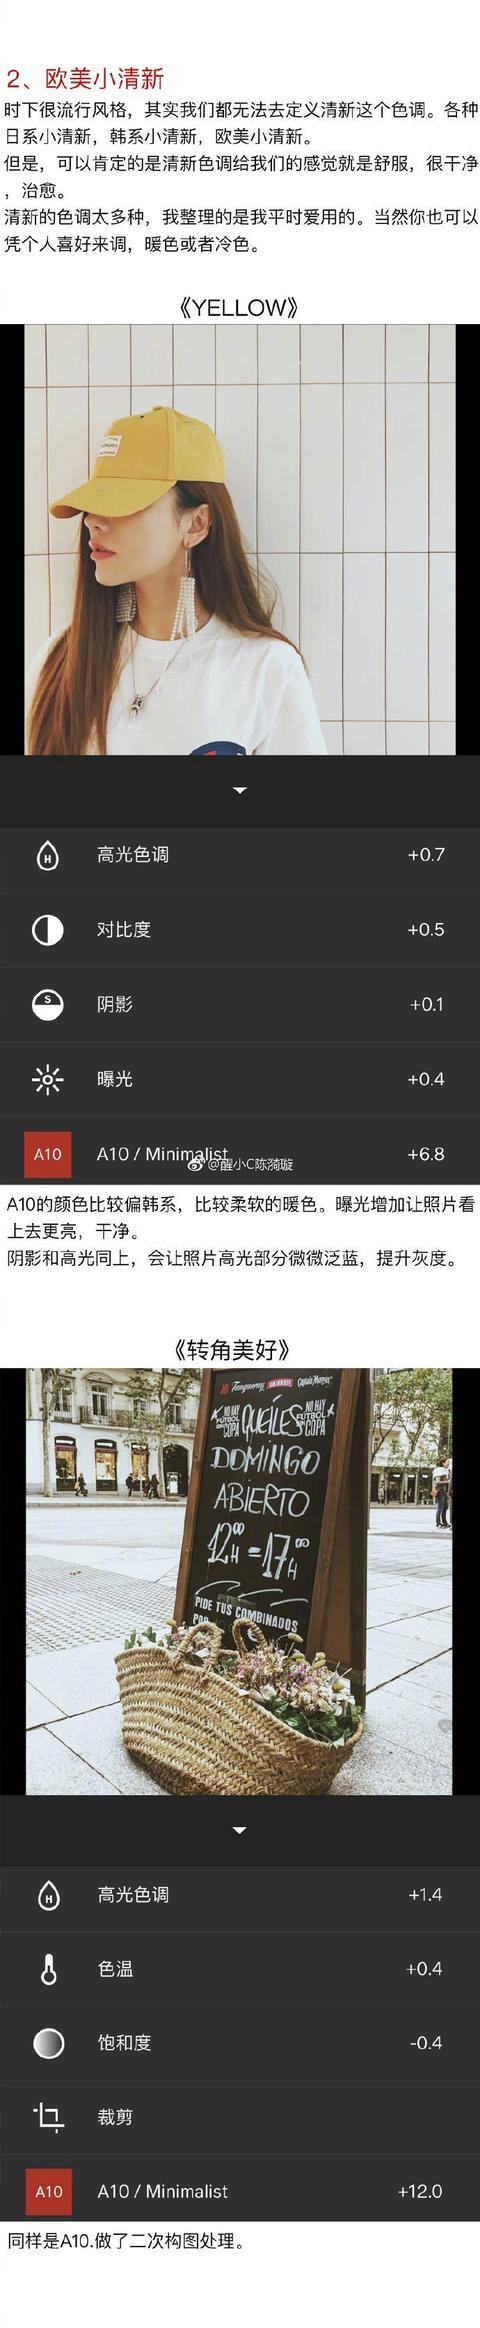 2、欧美小清新
时下很流行风格，其实我们都无法去定义清新这个色调。各种
日系小清新，韩系小清新，欧美小清新。
但是，可以肯定的是清新色调给我们的感觉就是舒服，很干净
，治愈。
清新的色调太多种，我整理的是我平时爱用的。当然你也可以
凭个人喜好来调，暖色或者冷色。
《YELLOW》
高光色调 +0.7
对比度 +0.5
S
阴影 +0.1
曝光 +0.4
A10 A10 / Minimalist +6.8
@醒小C陈漪璇
A10的颜色比较偏韩系，比较柔软的暖色。曝光增加让照片看
上去更亮，干净。
阴影和高光同上，会让照片高光部分微微泛蓝，提升灰度。
《转角美好》
JB Tanqueray SMIRNOFF Captain Morgan
NO HAY FÚTBOL SIN COPA
QUEILES
NO HAY FÚTBOL SIN COPA
DOMINGO
ABIERTO
12H00=17H00
PIDE TUS COMBINADOS
POR
H
高光色调 +1.4
色温 +0.4
饱和度 -0.4
裁剪
A10 A10 / Minimalist +12.0
同样是A10.做了二次构图处理。